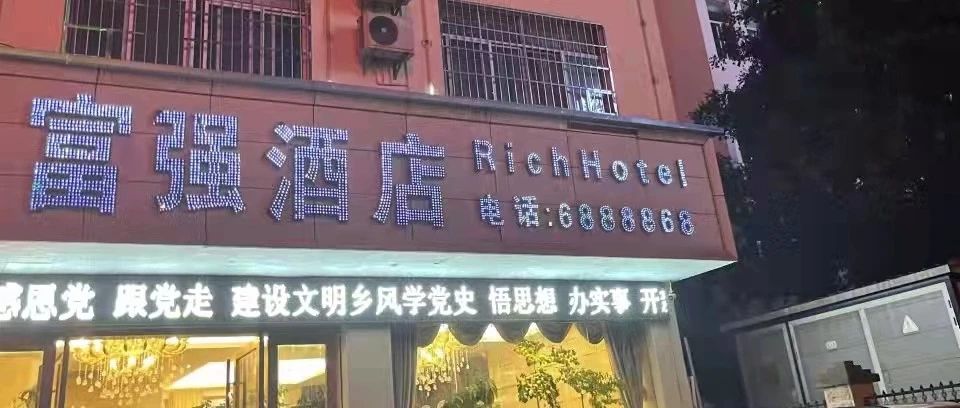 富强酒店
RichHotel
电话:6888868
感恩党 跟党走 建设文明乡风学党史 悟思想 办实事 开